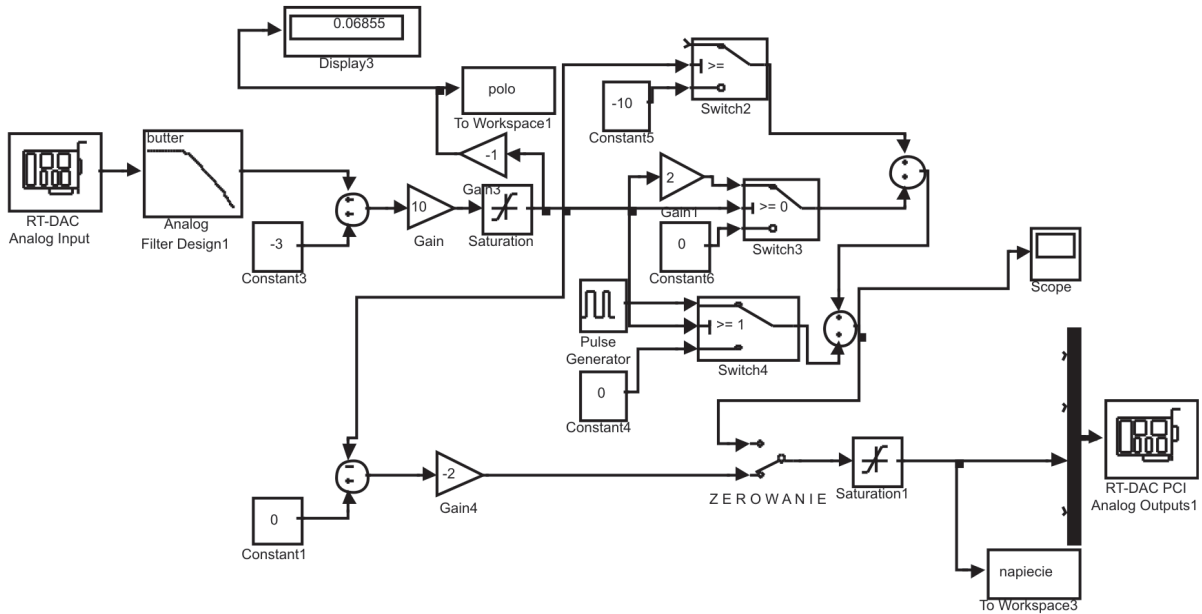 0.06855
Display3
polo
To Workspace1
-1
Gain3
>=
Switch2
-10
Constant5
RT-DAC
Analog Input
butter
Analog
Filter Design1
-3
Constant3
10
Gain
Saturation
2
Gain1
>= 0
Switch3
0
Constant6
Scope
Pulse
Generator
>= 1
Switch4
0
Constant4
0
Constant1
-2
Gain4
ZEROWANIE
Saturation1
RT-DAC PCI
Analog Outputs1
napiecie
To Workspace3